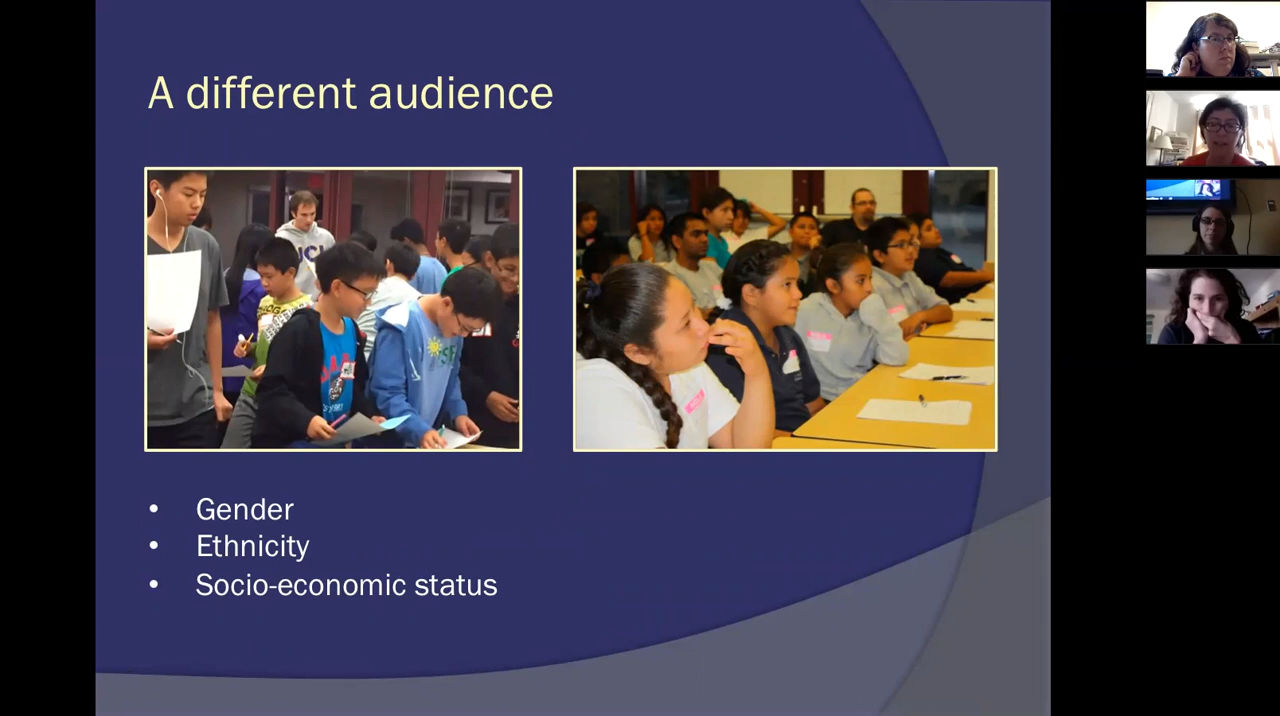 A different audience
• Gender
• Ethnicity
• Socio-economic status